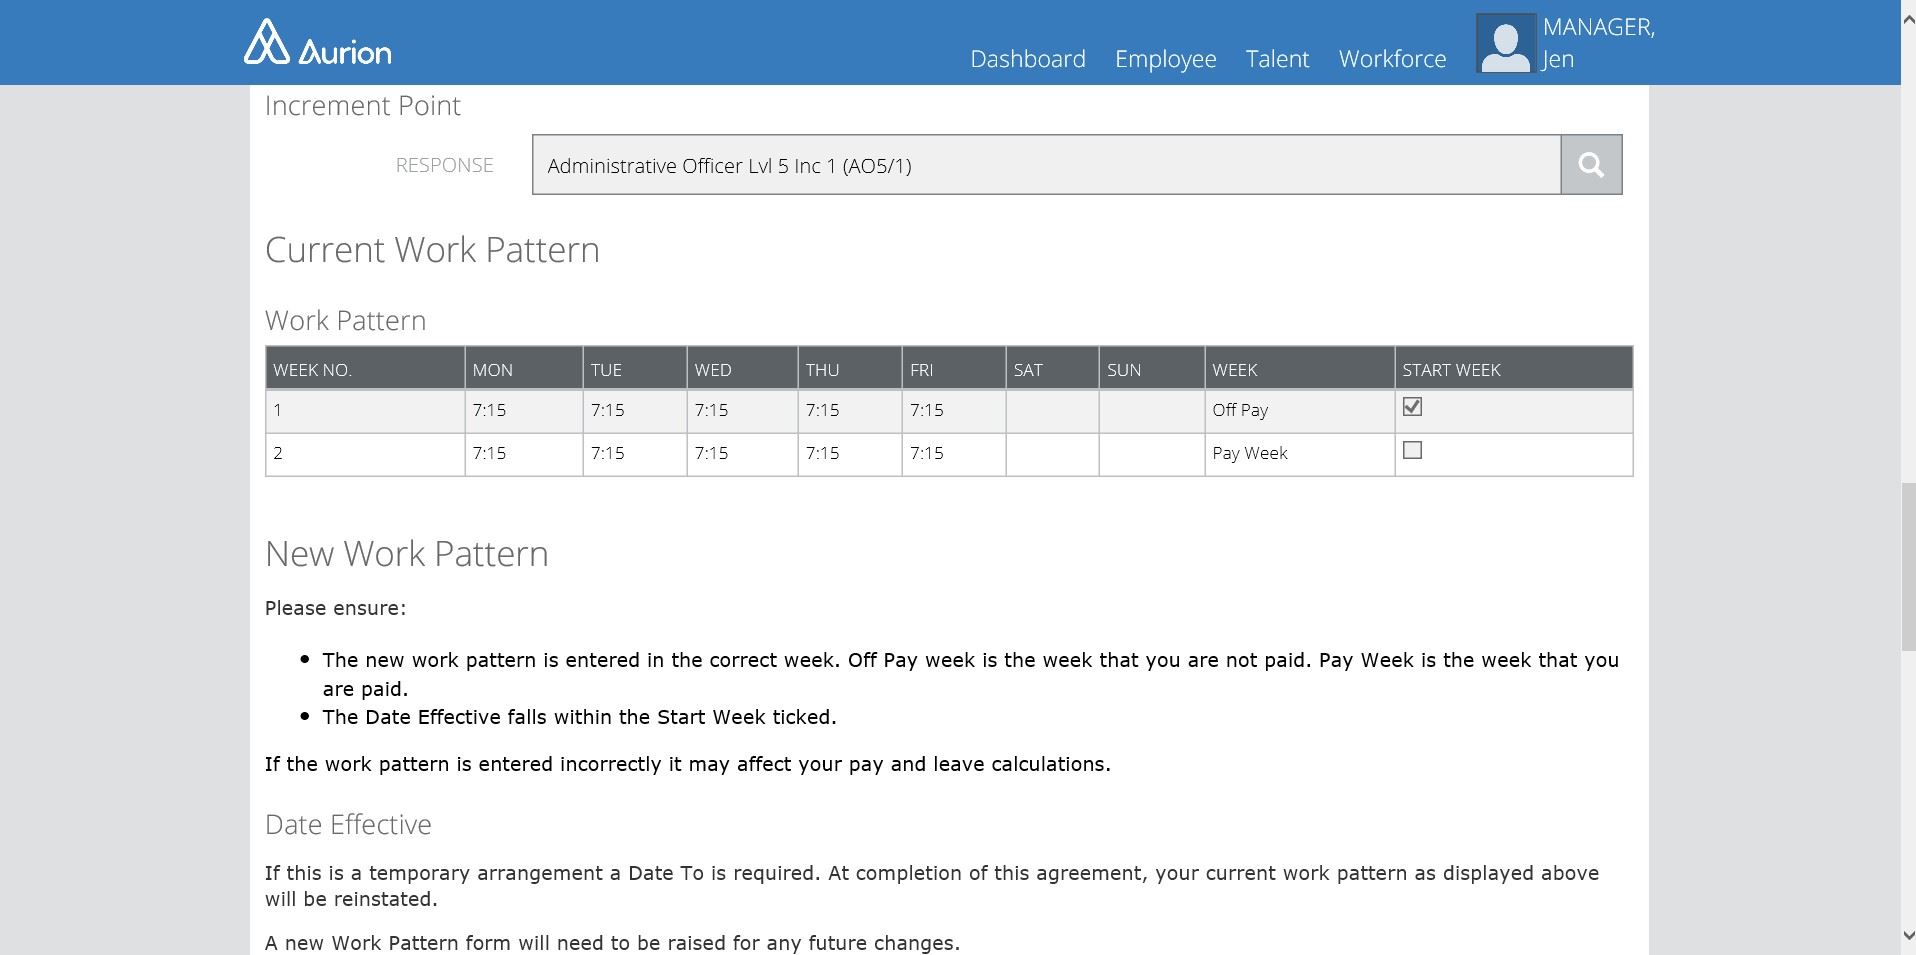 Aurion
Dashboard Employee Talent Workforce
MANAGER,
Jen
Increment Point
RESPONSE Administrative Officer Lvl 5 Inc 1 (AO5/1)
Current Work Pattern
Work Pattern
WEEK NO. MON TUE WED THU FRI SAT SUN WEEK START WEEK
1 7:15 7:15 7:15 7:15 7:15 Off Pay
2 7:15 7:15 7:15 7:15 7:15 Pay Week
New Work Pattern
Please ensure:
The new work pattern is entered in the correct week. Off Pay week is the week that you are not paid. Pay Week is the week that you
are paid.
The Date Effective falls within the Start Week ticked.
If the work pattern is entered incorrectly it may affect your pay and leave calculations.
Date Effective
If this is a temporary arrangement a Date To is required. At completion of this agreement, your current work pattern as displayed above
will be reinstated.
A new Work Pattern form will need to be raised for any future changes.